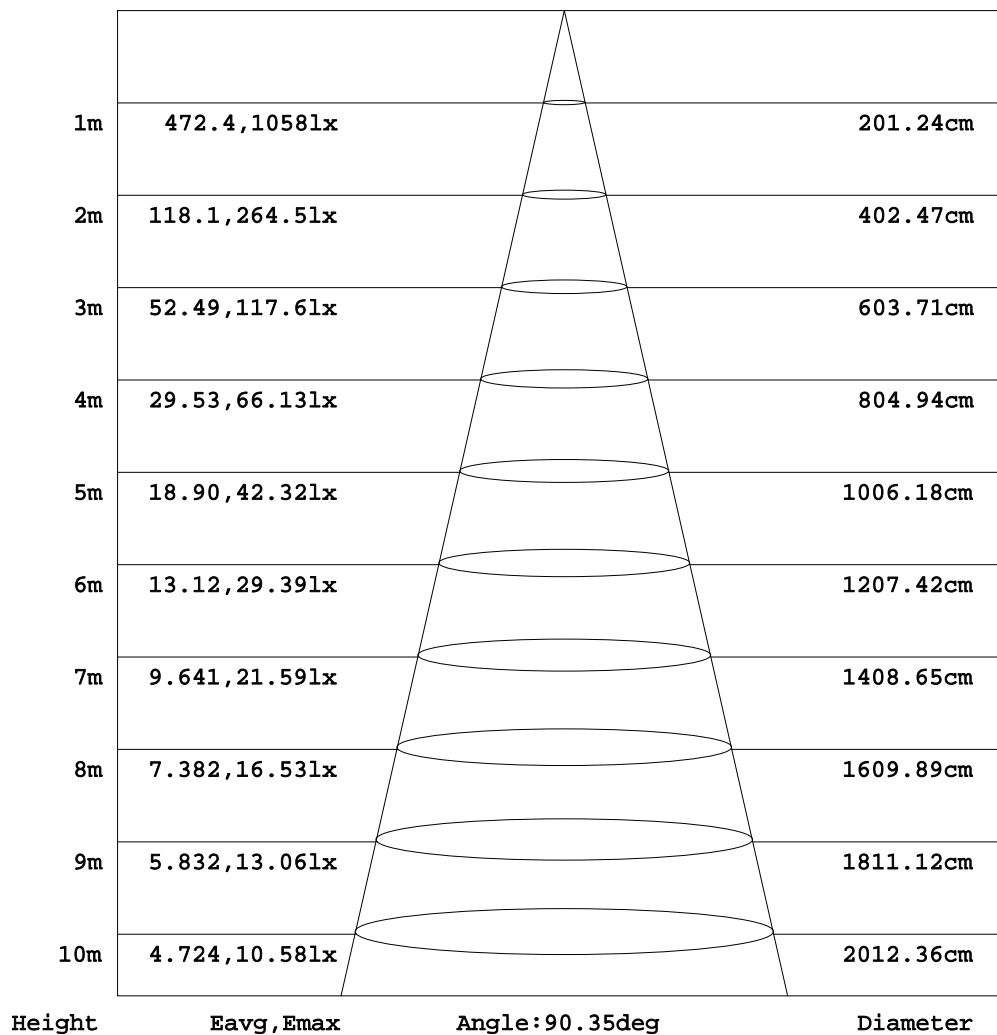 1m 472.4,1058lx 201.24cm
2m 118.1,264.5lx 402.47cm
3m 52.49,117.6lx 603.71cm
4m 29.53,66.13lx 804.94cm
5m 18.90,42.32lx 1006.18cm
6m 13.12,29.39lx 1207.42cm
7m 9.641,21.59lx 1408.65cm
8m 7.382,16.53lx 1609.89cm
9m 5.832,13.06lx 1811.12cm
10m 4.724,10.58lx 2012.36cm
Height Eavg,Emax Angle:90.35deg Diameter